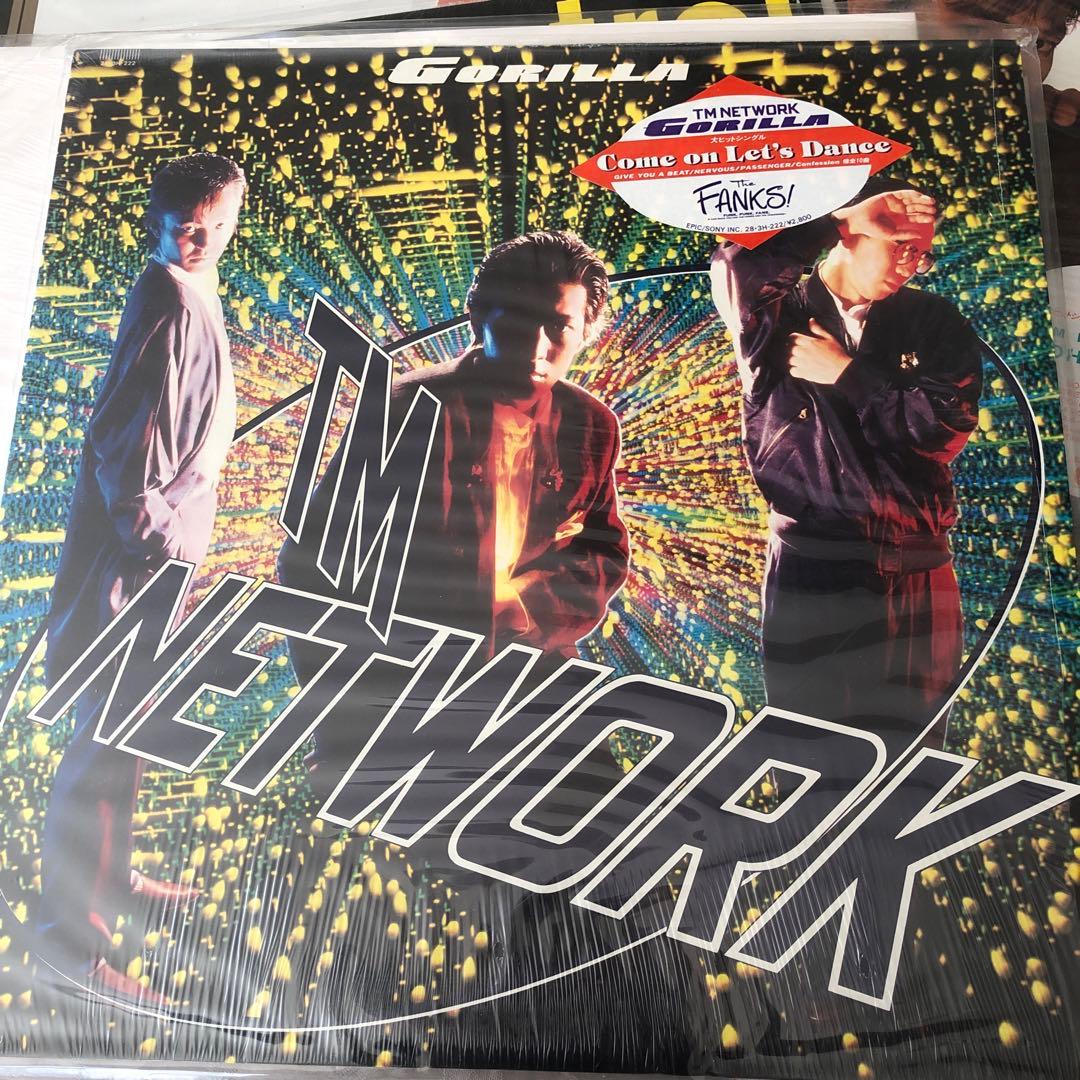 GORILLA
TM NETWORK
GORILLA
大ヒットシングル
Come on Let's Dance
GIVE YOU A BEAT/NERVOUS/PASSENGER/Confession 他全10曲
The
FANKS!
FUNK, PUNK, FANS.
EPIC/SONY INC. 28·3H-222/¥2,800
TM
NETWORK